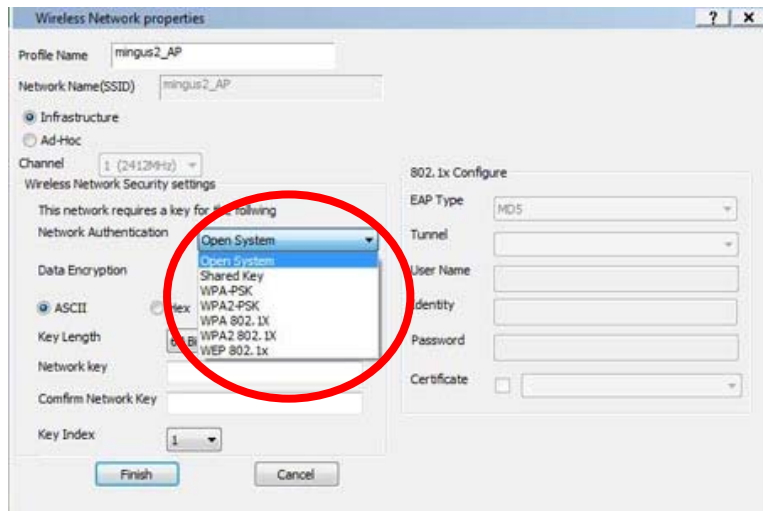 Wireless Network properties
? x
Profile Name mingus2_AP
Network Name(SSID) mingus2_AP
Infrastructure
Ad-Hoc
Channel 1 (2412MHz)
Wireless Network Security settings
This network requires a key for the follwing
Network Authentication Open System
Open System
Shared Key
WPA-PSK
WPA2-PSK
WPA 802.1X
WPA2 802.1X
WEP 802.1x
Data Encryption
ASCII Hex
Key Length
Network key
Comfirm Network Key
Key Index 1
Finish Cancel
802.1x Configure
EAP Type MD5
Tunnel
User Name
Identity
Password
Certificate